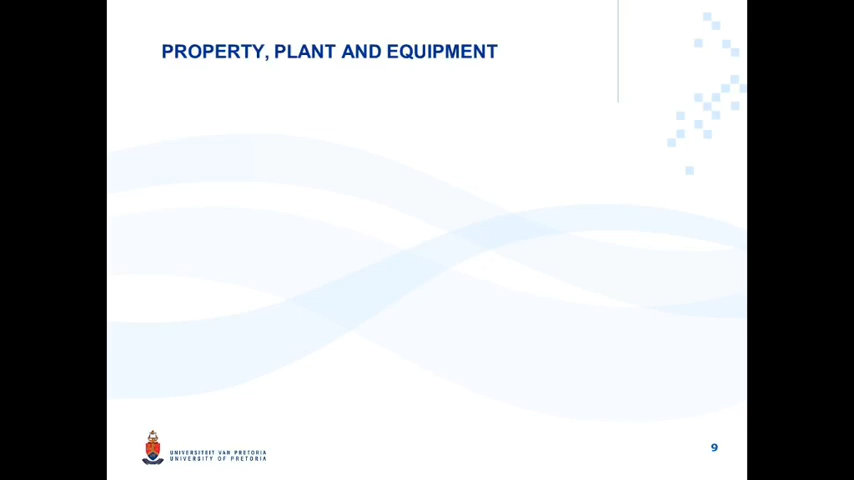 PROPERTY, PLANT AND EQUIPMENT
UNIVERSITEIT VAN PRETORIA
UNIVERSITY OF PRETORIA
9